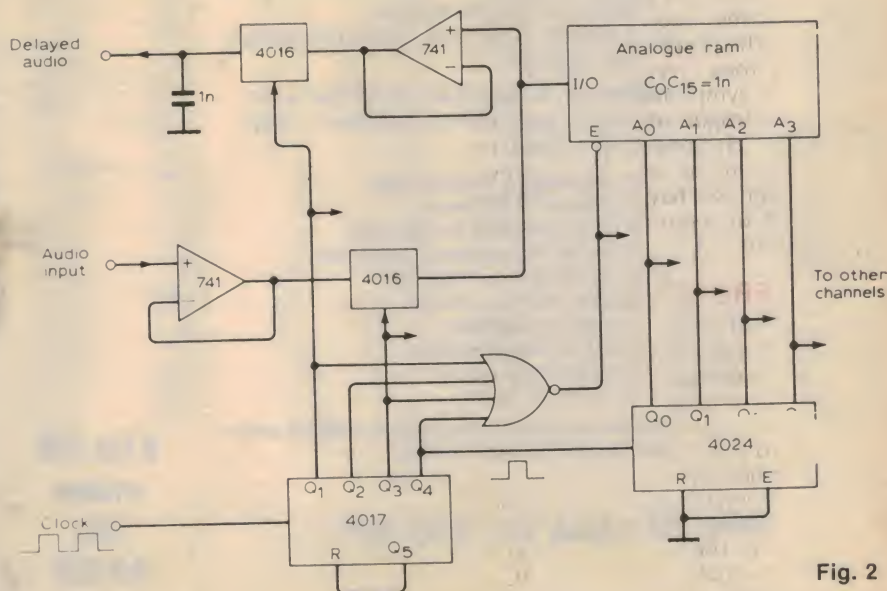 Delayed
audio
1n
4016
741
+
−
Analogue ram
C₀C₁₅=1n
I/O
E
A₀
A₁
A₂
A₃
Audio
input
+
−
741
4016
To other
channels
Q₀
Q₁
4024
R
E
Q₁
Q₂
Q₃
Q₄
4017
R
Q₅
Clock
Fig. 2